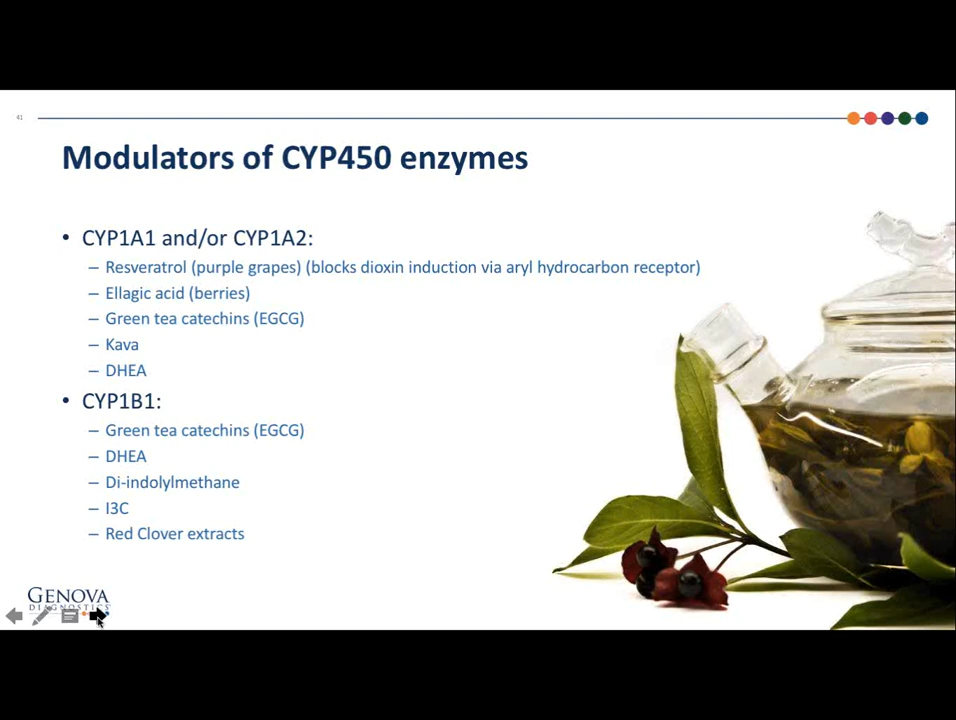 41
Modulators of CYP450 enzymes
• CYP1A1 and/or CYP1A2:
– Resveratrol (purple grapes) (blocks dioxin induction via aryl hydrocarbon receptor)
– Ellagic acid (berries)
– Green tea catechins (EGCG)
– Kava
– DHEA
• CYP1B1:
– Green tea catechins (EGCG)
– DHEA
– Di-indolylmethane
– I3C
– Red Clover extracts
GENOVA
DIAGNOSTICS